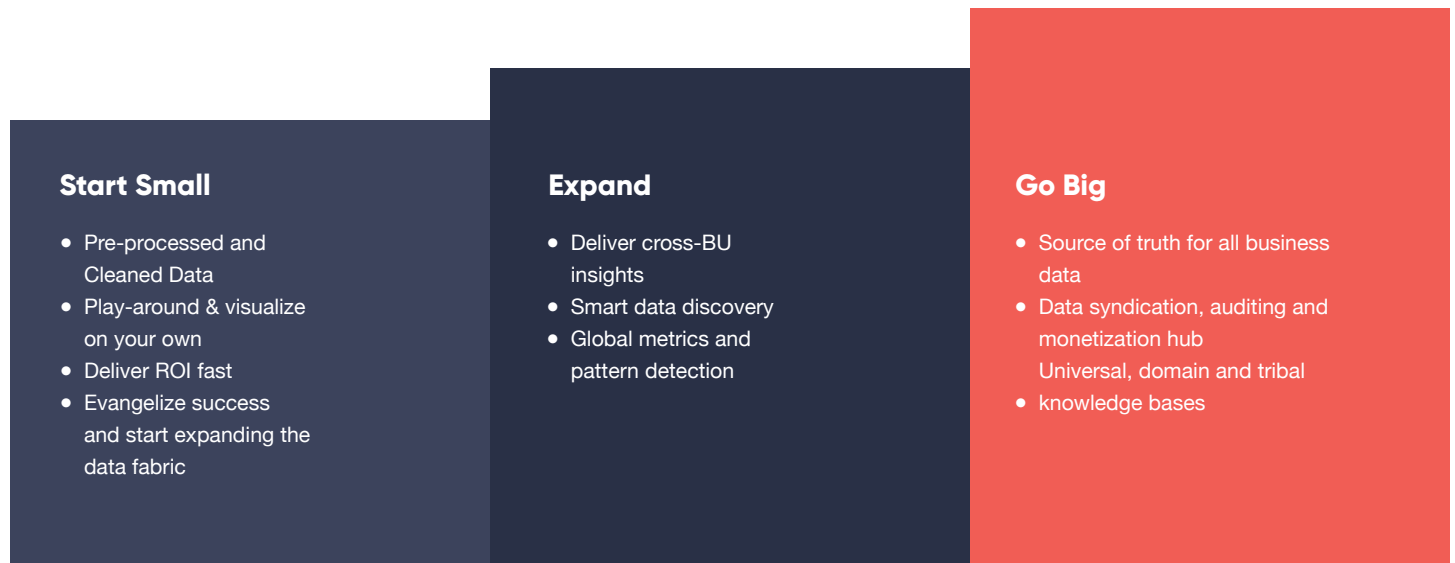 Start Small
• Pre-processed and
Cleaned Data
• Play-around & visualize
on your own
• Deliver ROI fast
• Evangelize success
and start expanding the
data fabric
Expand
• Deliver cross-BU
insights
• Smart data discovery
• Global metrics and
pattern detection
Go Big
• Source of truth for all business
data
• Data syndication, auditing and
monetization hub
Universal, domain and tribal
• knowledge bases